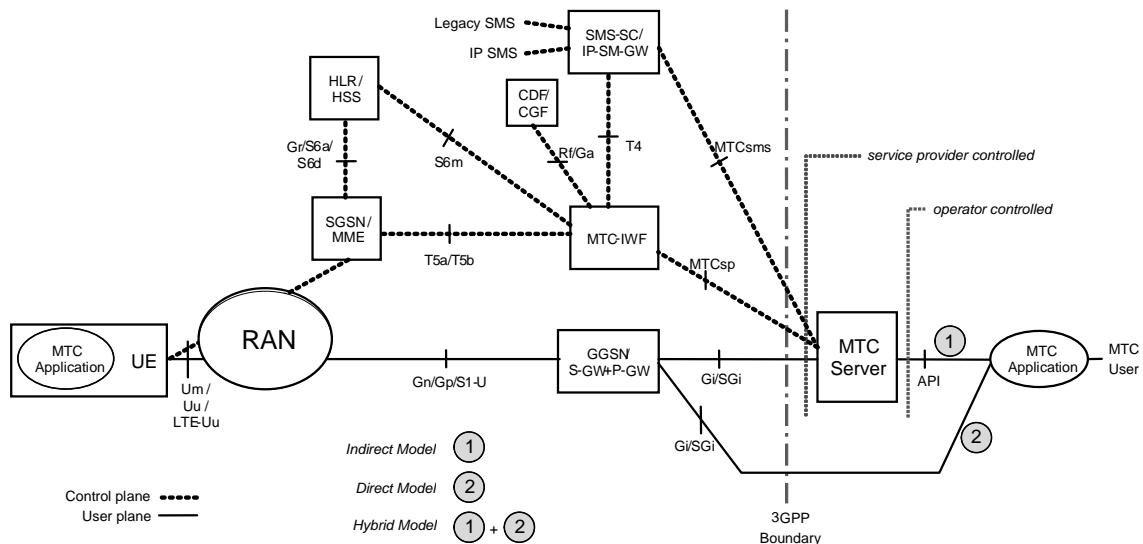 Legacy SMS
IP SMS
SMS-SC/
IP-SM-GW
HLR/
HSS
CDF/
CGF
Gr/S6a/
S6d
S6m
Rf/Ga
T4
MTCsms
service provider controlled
operator controlled
SGSN/
MME
T5a/T5b
MTC-IWF
MTCsp
MTC
Application
UE
RAN
Um /
Uu /
LTE-Uu
Gn/Gp/S1-U
GGSN/
S-GW+P-GW
Gi/SGi
Gi/SGi
MTC
Server
1
API
MTC
Application
MTC
User
2
Indirect Model 1
Direct Model 2
Hybrid Model 1 + 2
Control plane
User plane
3GPP
Boundary